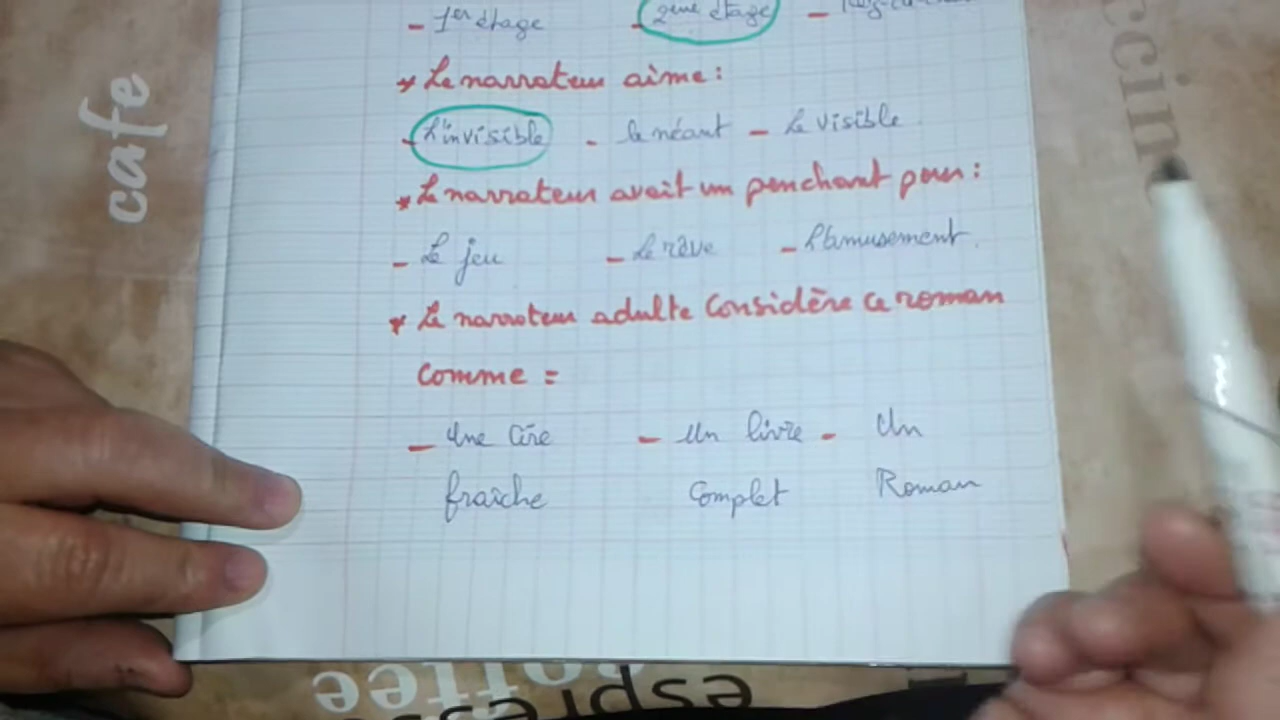 - 1er étage - 2ème étage -
* Le narrateur aime :
- L'invisible - le néant - Le visible
* Le narrateur avait un penchant pour :
- Le jeu - Le rêve - L'amusement.
* Le narrateur adulte Considère ce roman
Comme =
- Une Cire - Un livre - Un
fraîche Complet Roman
cafe